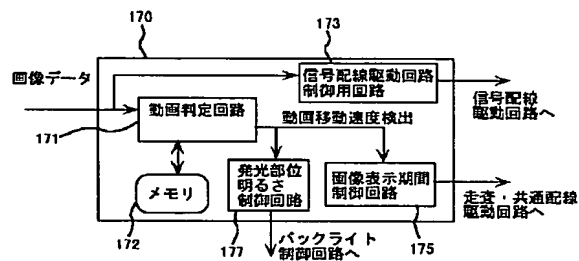 170
173
画像データ
信号配線駆動回路
制御用回路
信号配線
駆動回路へ
171
動画判定回路
動画移動速度検出
メモリ
172
発光部位
明るさ
制御回路
177
画像表示期間
制御回路
175
走査・共通配線
駆動回路へ
バックライト
制御回路へ